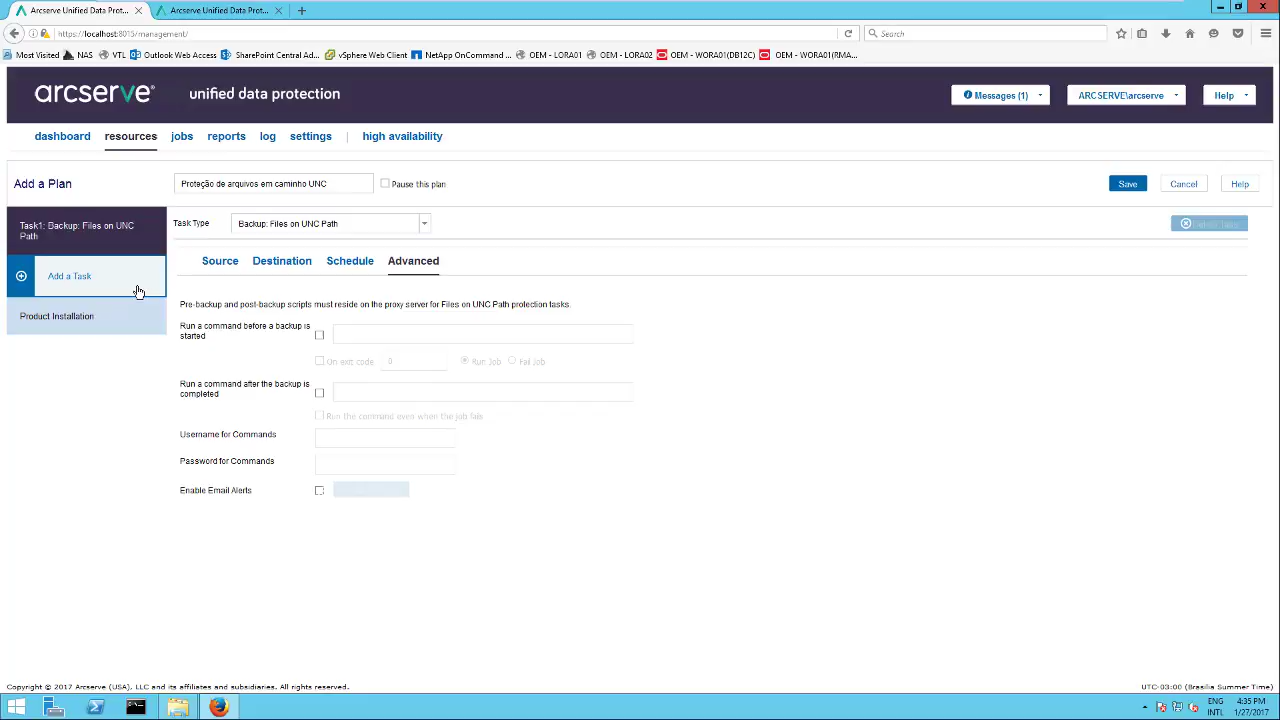 Arcserve Unified Data Prote...
Arcserve Unified Data Prot...
https://localhost:8015/management/
Search
Most Visited
NAS
VTL
Outlook Web Access
SharePoint Central Ad...
vSphere Web Client
NetApp OnCommand ...
OEM - LORA01
OEM - LORA02
OEM - WORA01(DB12C)
OEM - WORA01(RMA...
arcserve®
unified data protection
Messages (1)
ARCSERVE\arcserve
Help
dashboard
resources
jobs
reports
log
settings
high availability
Add a Plan
Proteção de arquivos em caminho UNC
Pause this plan
Save
Cancel
Help
Task1: Backup: Files on UNC
Path
Task Type
Backup: Files on UNC Path
Add a Task
Product Installation
Source
Destination
Schedule
Advanced
Pre-backup and post-backup scripts must reside on the proxy server for Files on UNC Path protection tasks.
Run a command before a backup is
started
On exit code
0
Run Job
Fail Job
Run a command after the backup is
completed
Run the command even when the job fails
Username for Commands
Password for Commands
Enable Email Alerts
Copyright © 2017 Arcserve (USA), LLC and its affiliates and subsidiaries. All rights reserved.
UTC-03:00 (Brasilia Summer Time)
ENG
INTL
4:35 PM
1/27/2017